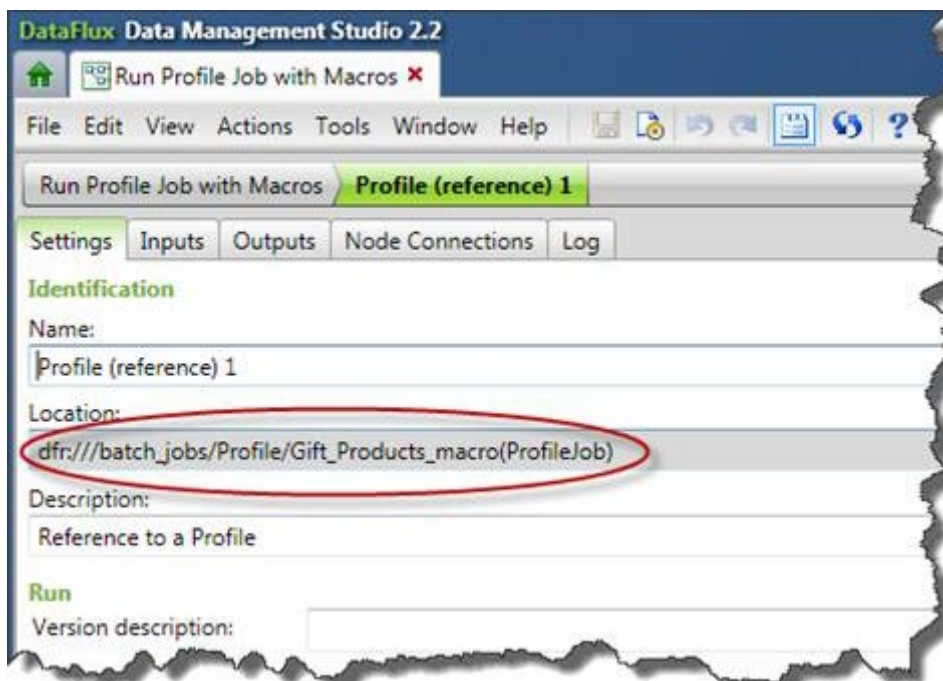 DataFlux Data Management Studio 2.2
Run Profile Job with Macros
File Edit View Actions Tools Window Help ?
Run Profile Job with Macros Profile (reference) 1
Settings Inputs Outputs Node Connections Log
Identification
Name:
Profile (reference) 1
Location:
dfr:///batch_jobs/Profile/Gift_Products_macro(ProfileJob)
Description:
Reference to a Profile
Run
Version description: